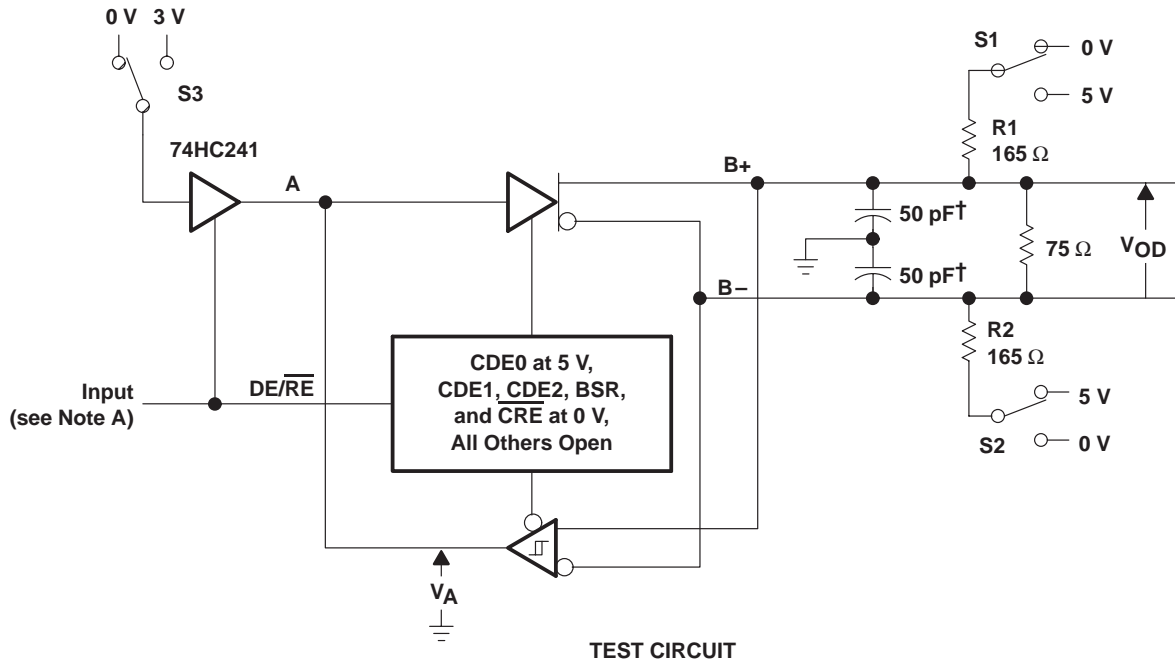 0 V 3 V
S3
74HC241
A
B+
S1
0 V
5 V
R1
165 Ω
50 pF†
50 pF†
75 Ω
VOD
B–
R2
165 Ω
5 V
0 V
S2
Input
(see Note A)
DE/RE
CDE0 at 5 V,
CDE1, CDE2, BSR,
and CRE at 0 V,
All Others Open
VA
TEST CIRCUIT